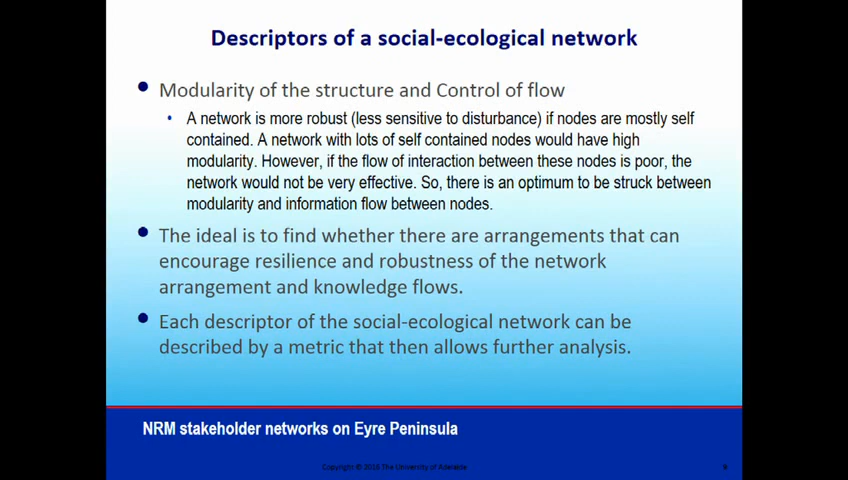 Descriptors of a social-ecological network
• Modularity of the structure and Control of flow
• A network is more robust (less sensitive to disturbance) if nodes are mostly self
contained. A network with lots of self contained nodes would have high
modularity. However, if the flow of interaction between these nodes is poor, the
network would not be very effective. So, there is an optimum to be struck between
modularity and information flow between nodes.
• The ideal is to find whether there are arrangements that can
encourage resilience and robustness of the network
arrangement and knowledge flows.
• Each descriptor of the social-ecological network can be
described by a metric that then allows further analysis.
NRM stakeholder networks on Eyre Peninsula
Copyright © 2016 The University of Adelaide
9